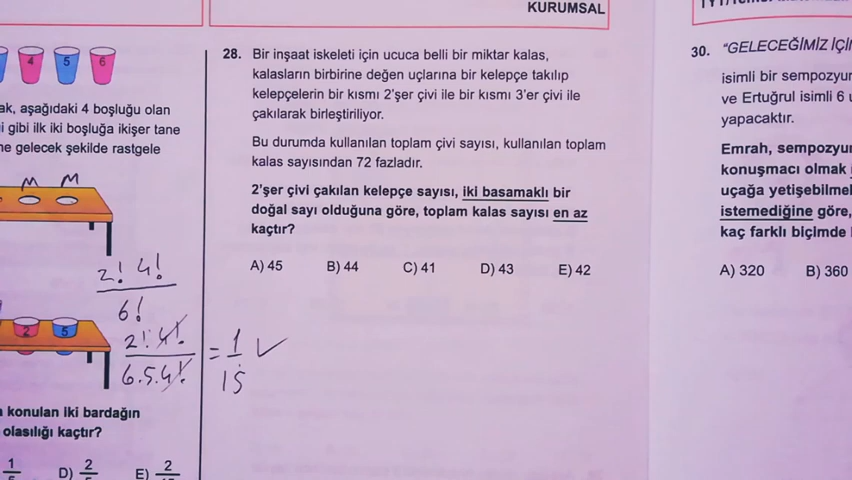 KURUMSAL
4 5 6
ak, aşağıdaki 4 boşluğu olan
i gibi ilk iki boşluğa ikişer tane
ne gelecek şekilde rastgele
M M
2! 4!
6!
2 5
2! 4!
6.5.4!
= 1
15
konulan iki bardağın
olasılığı kaçtır?
1
D) 2
E) 2
28. Bir inşaat iskeleti için ucuca belli bir miktar kalas,
kalasların birbirine değen uçlarına bir kelepçe takılıp
kelepçelerin bir kısmı 2'şer çivi ile bir kısmı 3'er çivi ile
çakılarak birleştiriliyor.
Bu durumda kullanılan toplam çivi sayısı, kullanılan toplam
kalas sayısından 72 fazladır.
2'şer çivi çakılan kelepçe sayısı, iki basamaklı bir
doğal sayı olduğuna göre, toplam kalas sayısı en az
kaçtır?
A) 45 B) 44 C) 41 D) 43 E) 42
30. "GELECEĞİMİZ İÇİN
isimli bir sempozyum
ve Ertuğrul isimli 6
yapacaktır.
Emrah, sempozyum
konuşmacı olmak
uçağa yetişebilme
istemediğine göre,
kaç farklı biçimde
A) 320 B) 360